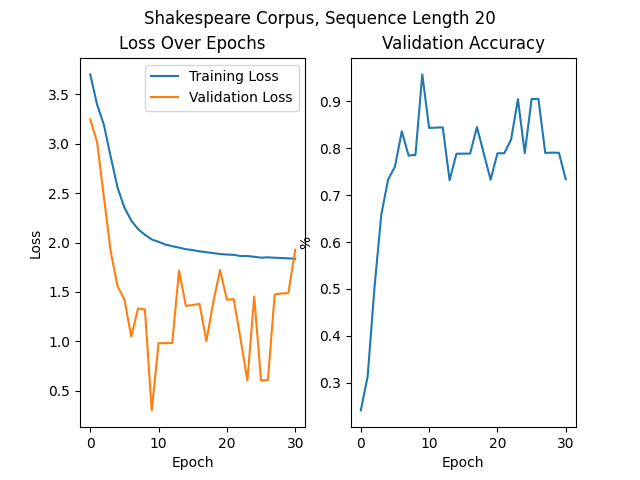 Shakespeare Corpus, Sequence Length 20
Loss Over Epochs
Training Loss
Validation Loss
Loss
3.5
3.0
2.5
2.0
1.5
1.0
0.5
0
10
20
30
Epoch
Validation Accuracy
%
0.9
0.8
0.7
0.6
0.5
0.4
0.3
0
10
20
30
Epoch